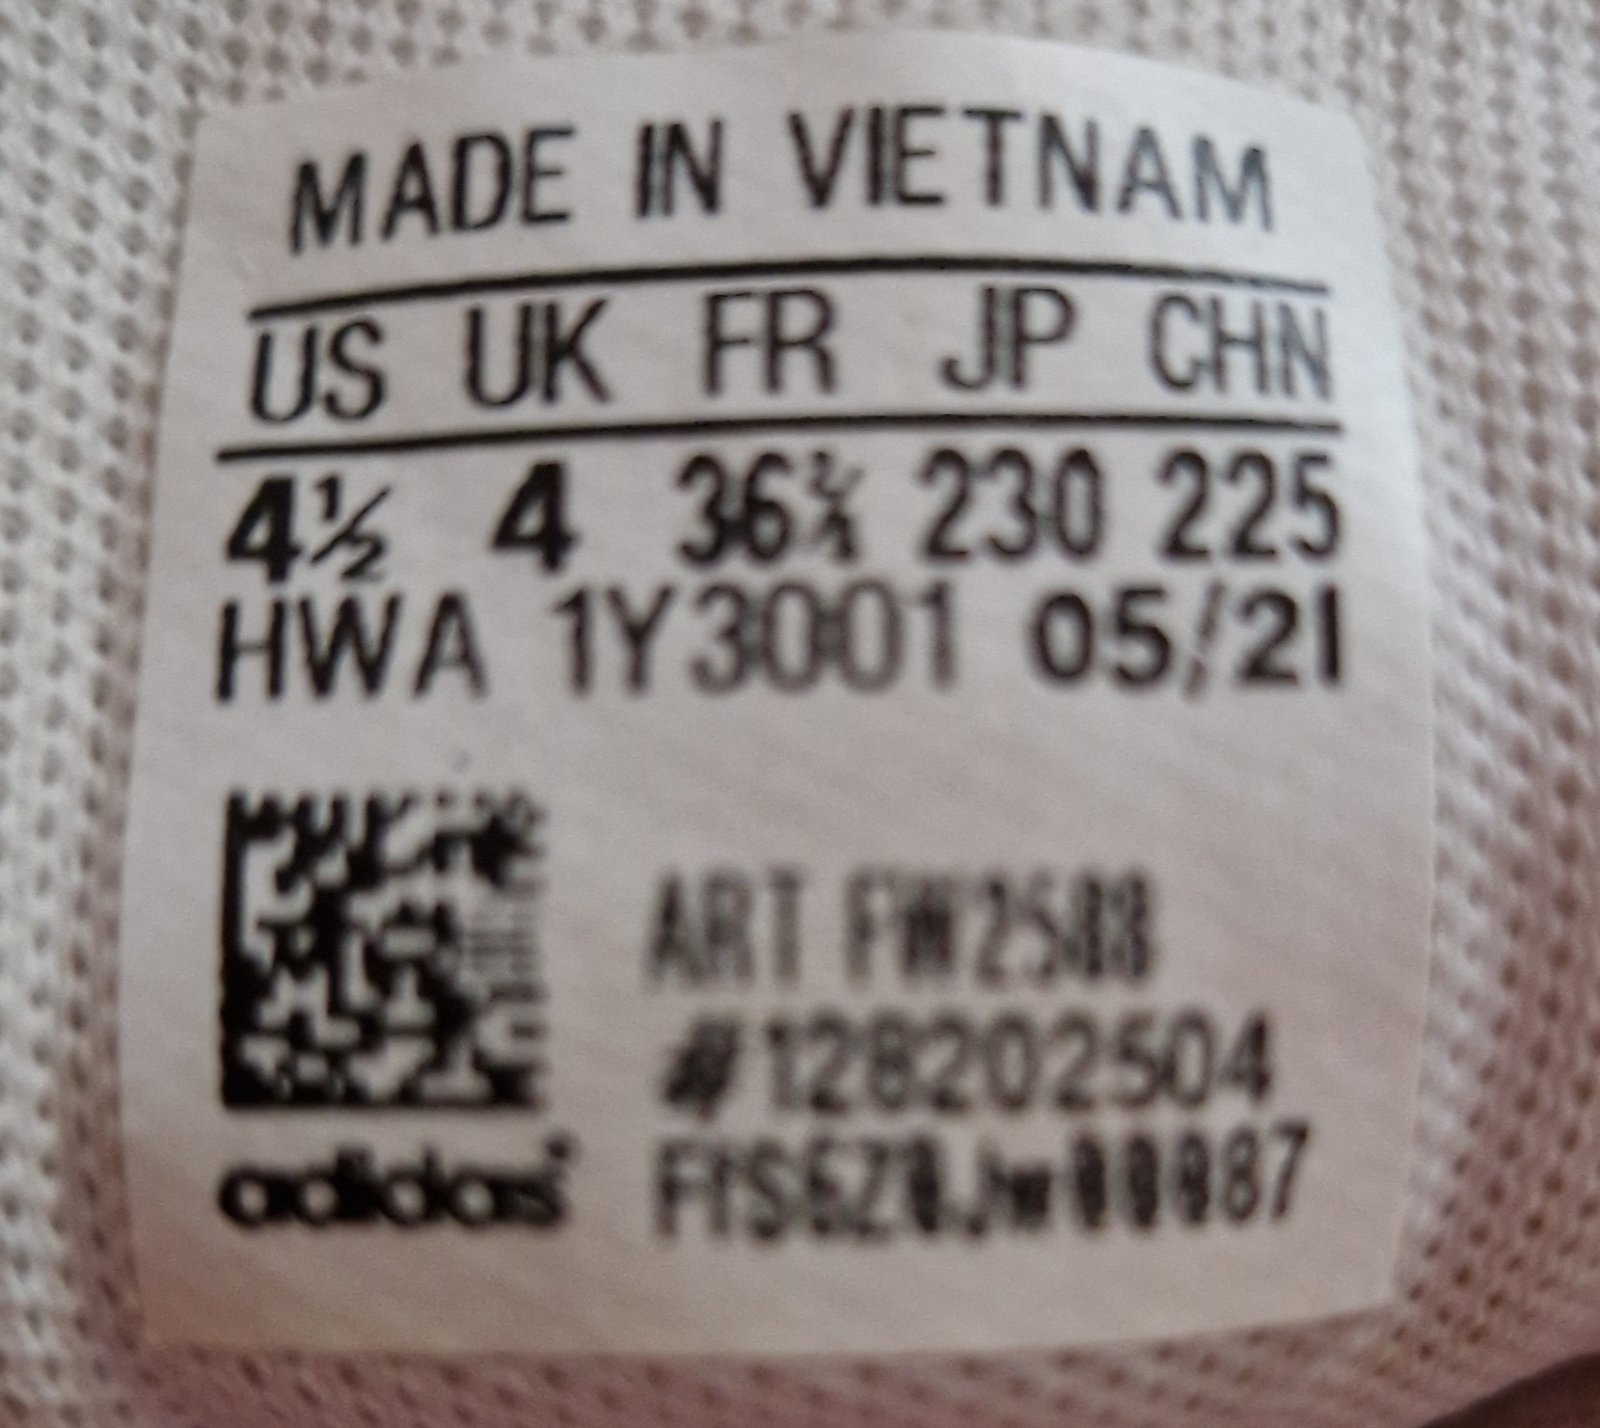 MADE IN VIETNAM
US UK FR JP CHN
4½ 4 36⅔ 230 225
HWA 1Y3001 05/21
ART FW2588
#128202504
adidas